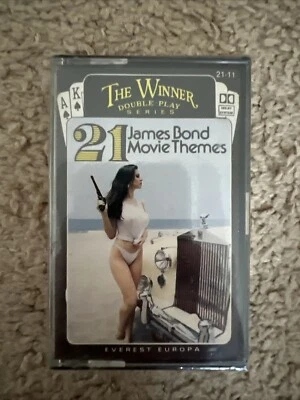 21-11
A K
THE WINNER
DOUBLE PLAY
SERIES
21 James Bond
Movie Themes
EVEREST EUROPA